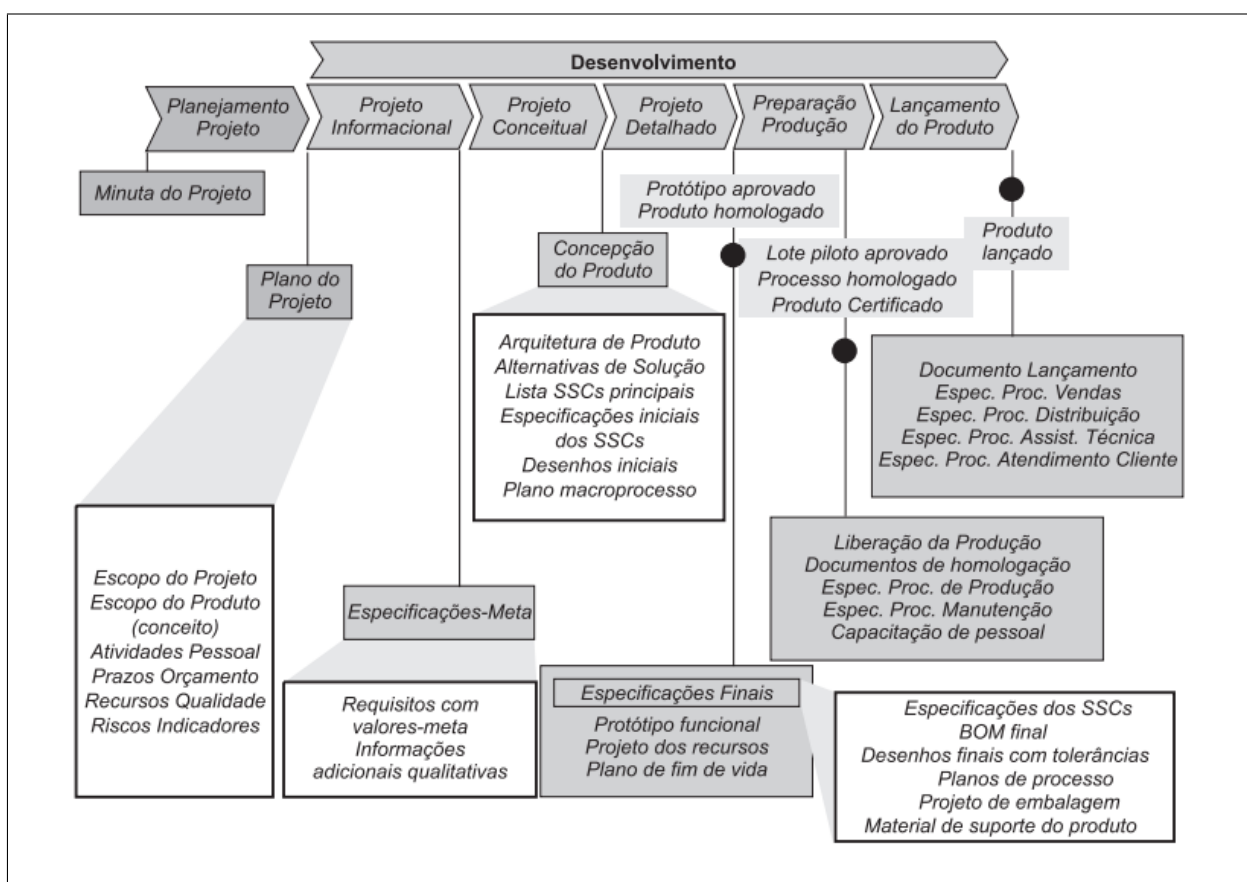 Desenvolvimento
Planejamento
Projeto
Projeto
Informacional
Projeto
Conceitual
Projeto
Detalhado
Preparação
Produção
Lançamento
do Produto
Minuta do Projeto
Plano do
Projeto
Escopo do Projeto
Escopo do Produto
(conceito)
Atividades Pessoal
Prazos Orçamento
Recursos Qualidade
Riscos Indicadores
Especificações-Meta
Requisitos com
valores-meta
Informações
adicionais qualitativas
Concepção
do Produto
Arquitetura de Produto
Alternativas de Solução
Lista SSCs principais
Especificações iniciais
dos SSCs
Desenhos iniciais
Plano macroprocesso
Protótipo aprovado
Produto homologado
Especificações Finais
Protótipo funcional
Projeto dos recursos
Plano de fim de vida
Especificações dos SSCs
BOM final
Desenhos finais com tolerâncias
Planos de processo
Projeto de embalagem
Material de suporte do produto
Lote piloto aprovado
Processo homologado
Produto Certificado
Liberação da Produção
Documentos de homologação
Espec. Proc. de Produção
Espec. Proc. Manutenção
Capacitação de pessoal
Produto
lançado
Documento Lançamento
Espec. Proc. Vendas
Espec. Proc. Distribuição
Espec. Proc. Assist. Técnica
Espec. Proc. Atendimento Cliente